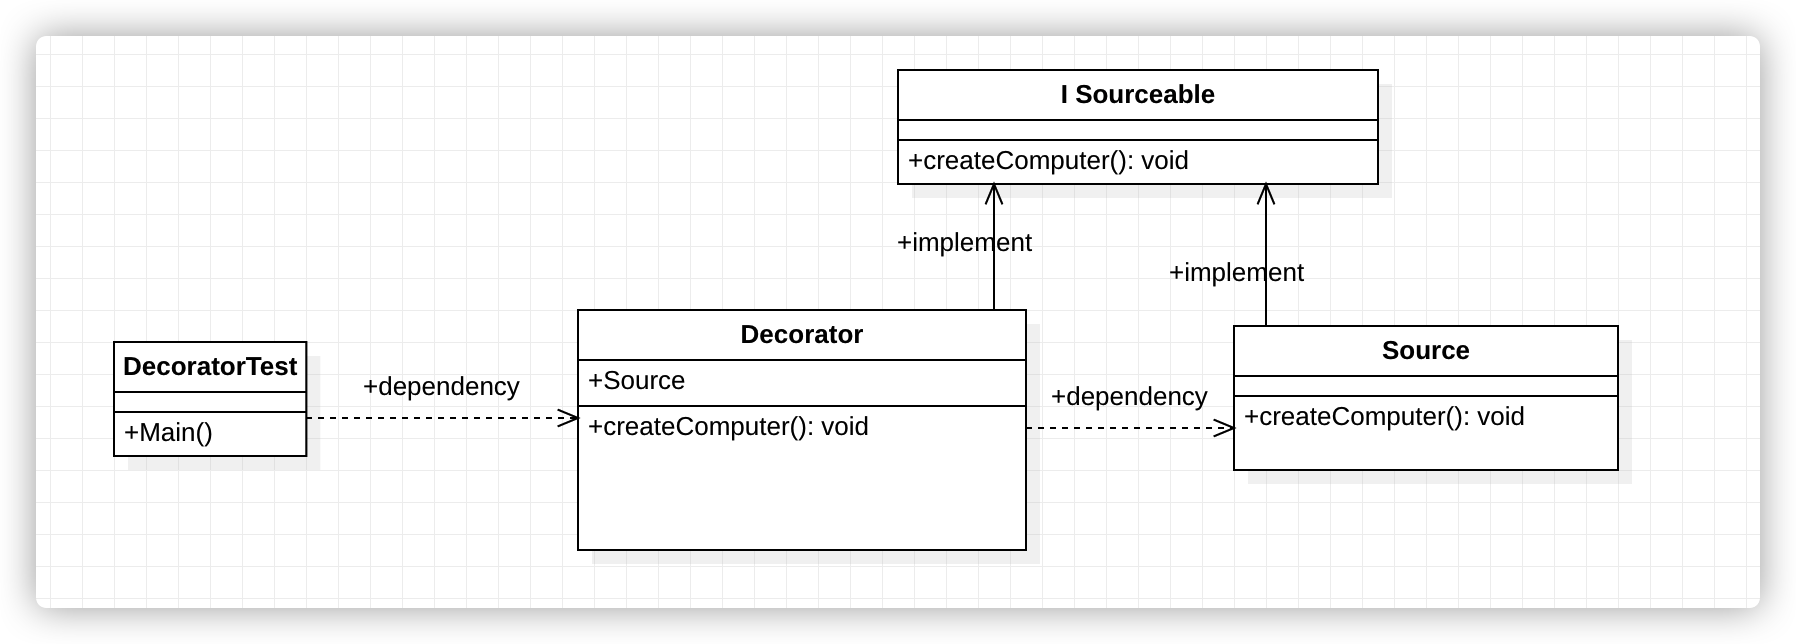 I Sourceable
+createComputer(): void
+implement
+implement
Decorator
+Source
+createComputer(): void
DecoratorTest
+Main()
+dependency
+dependency
Source
+createComputer(): void